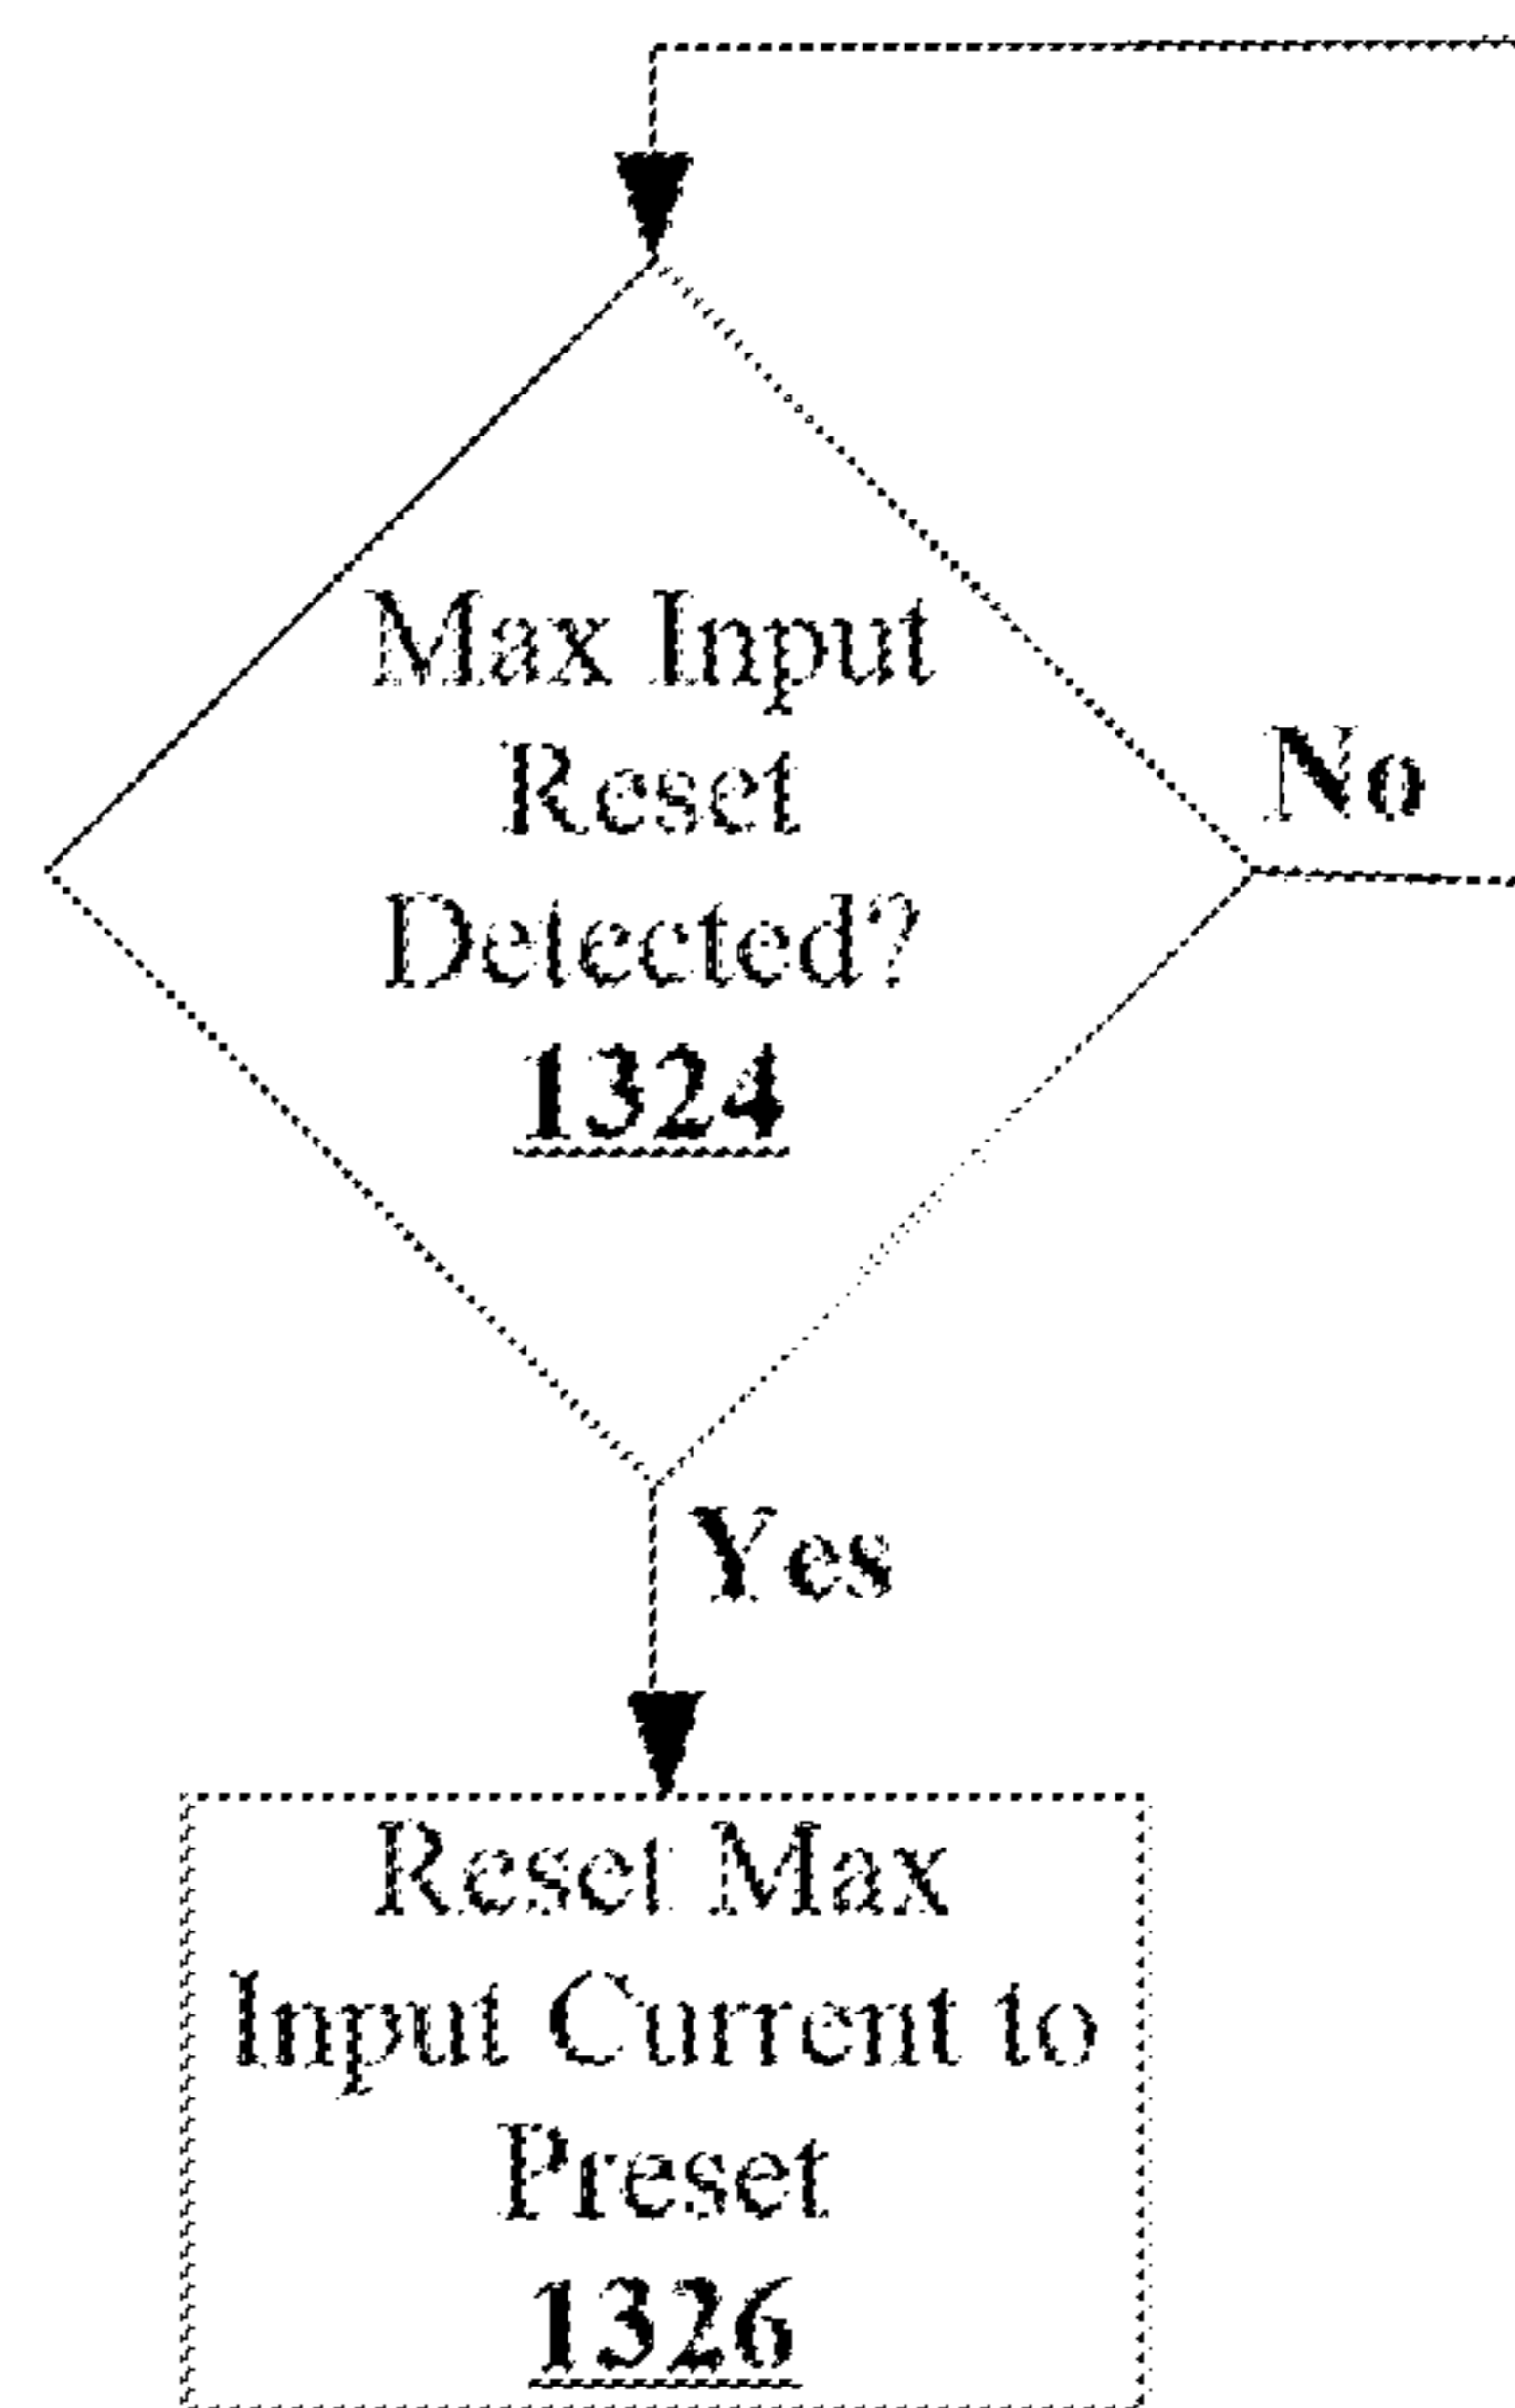 Max Input
Reset
Detected?
1324
No
Yes
Reset Max
Input Current to
Preset
1326